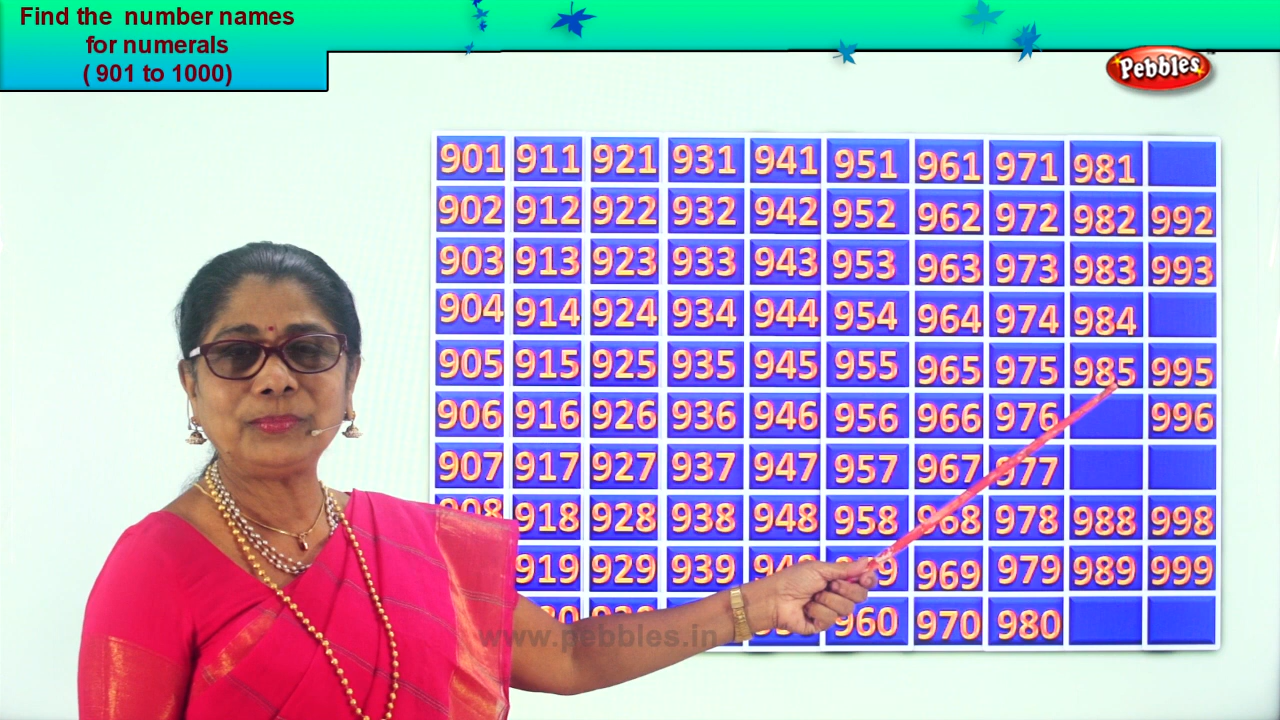 Find the number names
for numerals
( 901 to 1000)
Pebbles
901 911 921 931 941 951 961 971 981
902 912 922 932 942 952 962 972 982 992
903 913 923 933 943 953 963 973 983 993
904 914 924 934 944 954 964 974 984
905 915 925 935 945 955 965 975 985 995
906 916 926 936 946 956 966 976 996
907 917 927 937 947 957 967 977
908 918 928 938 948 958 968 978 988 998
919 929 939 949 969 979 989 999
960 970 980
www.pebbles.in